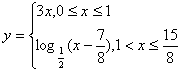 y = { 3x, 0 ≤ x ≤ 1
log_{1/2}(x − 7/8), 1 < x ≤ 15/8